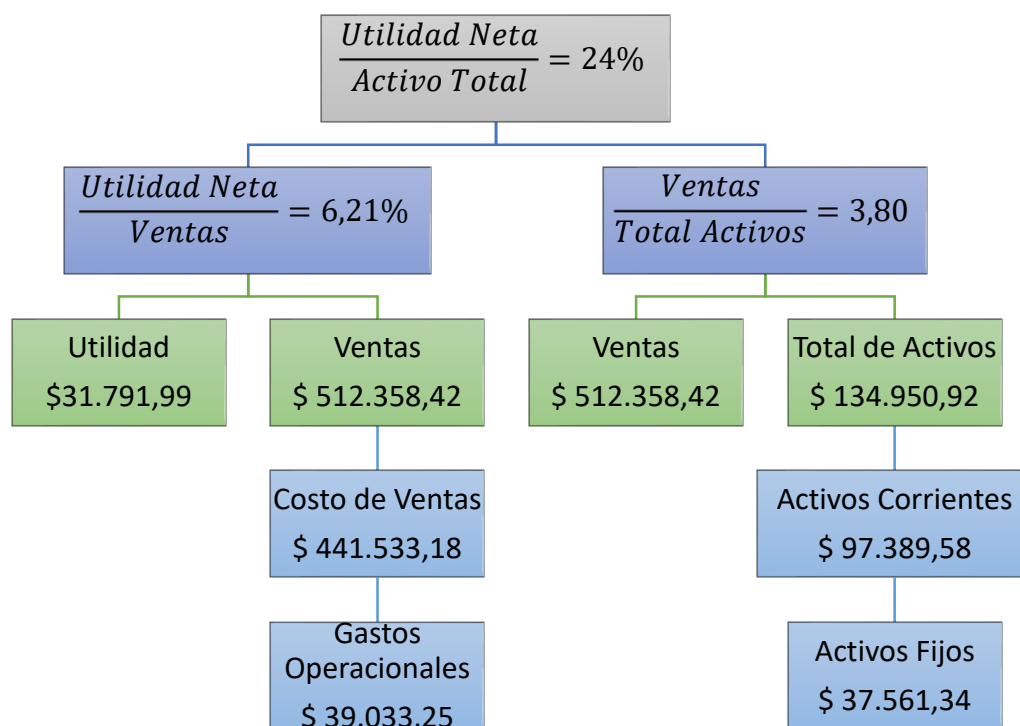 Utilidad Neta
Activo Total
= 24%
Utilidad Neta
Ventas
= 6,21%
Ventas
Total Activos
= 3,80
Utilidad
$31.791,99
Ventas
$ 512.358,42
Ventas
$ 512.358,42
Total de Activos
$ 134.950,92
Costo de Ventas
$ 441.533,18
Activos Corrientes
$ 97.389,58
Gastos
Operacionales
$ 39.033,25
Activos Fijos
$ 37.561,34